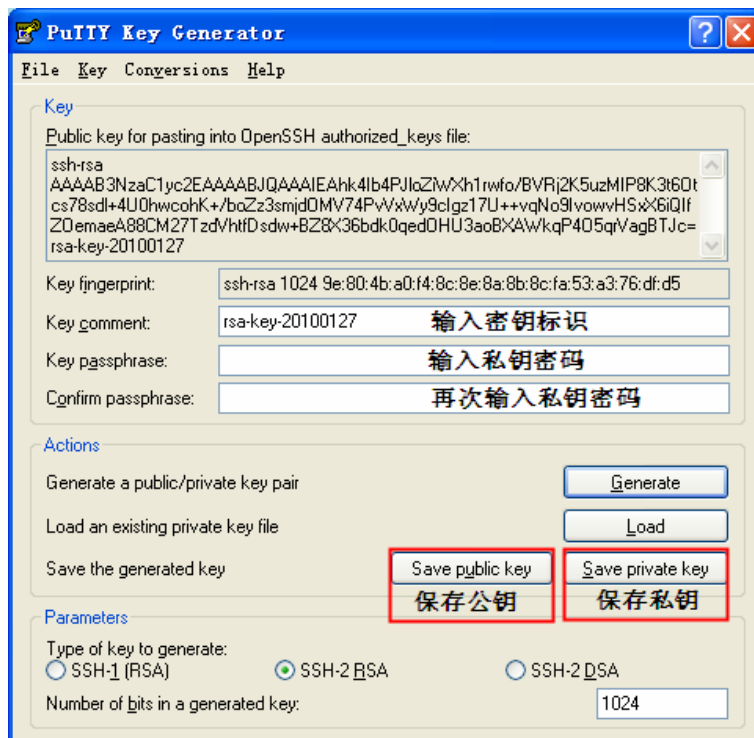 PuTTY Key Generator
File Key Conversions Help
Key
Public key for pasting into OpenSSH authorized_keys file:
ssh-rsa
AAAAB3NzaC1yc2EAAAABJQAAAIEAhk4Ib4PJloZiWXh1rwfo/BVRj2K5uzMIP8K3t6Ot
cs78sdI+4U0hwcohK+/boZz3smjdOMV74PvVxWy9cIgz17U++vqNo9IvowvHSxX6iQIf
ZOemaeA88CM27TzdVhtfDsdw+BZ8X36bdk0qedOHU3aoBXAWkqP4O5qrVagBTJc=
rsa-key-20100127
Key fingerprint: ssh-rsa 1024 9e:80:4b:a0:f4:8c:8e:8a:8b:8c:fa:53:a3:76:df:d5
Key comment: rsa-key-20100127 输入密钥标识
Key passphrase: 输入私钥密码
Confirm passphrase: 再次输入私钥密码
Actions
Generate a public/private key pair Generate
Load an existing private key file Load
Save the generated key Save public key Save private key
保存公钥 保存私钥
Parameters
Type of key to generate:
SSH-1 (RSA) SSH-2 RSA SSH-2 DSA
Number of bits in a generated key: 1024